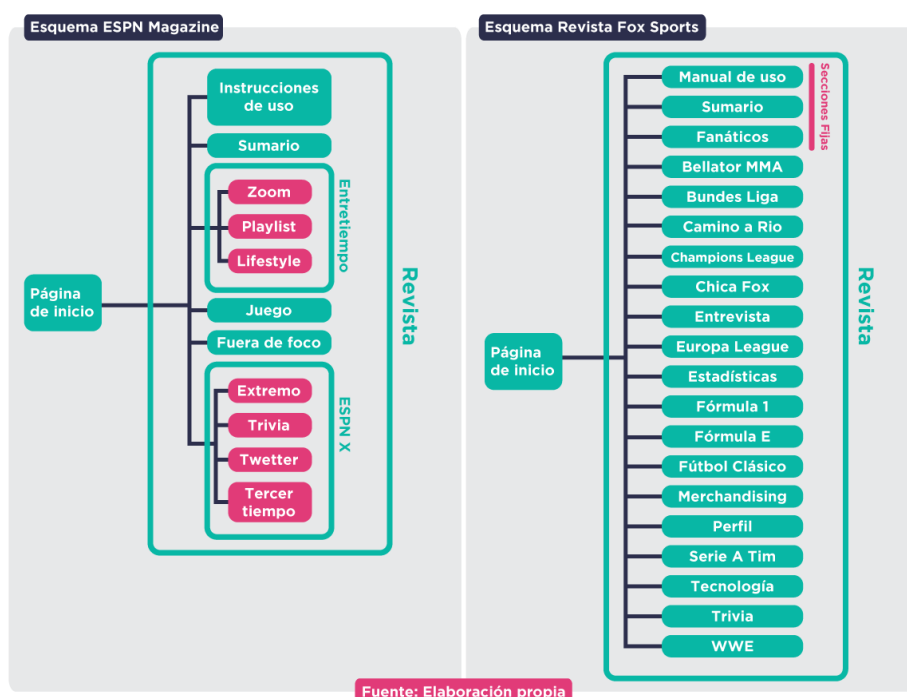 Esquema ESPN Magazine
Instrucciones
de uso
Sumario
Zoom
Playlist
Lifestyle
Entretiempo
Página
de inicio
Juego
Fuera de foco
Extremo
Trivia
Twetter
Tercer
tiempo
ESPN X
Revista
Esquema Revista Fox Sports
Manual de uso
Sumario
Fanáticos
Secciones Fijas
Bellator MMA
Bundes Liga
Camino a Rio
Champions League
Chica Fox
Entrevista
Europa League
Página
de inicio
Estadísticas
Fórmula 1
Fórmula E
Fútbol Clásico
Merchandising
Perfil
Serie A Tim
Tecnología
Trivia
WWE
Revista
Fuente: Elaboración propia